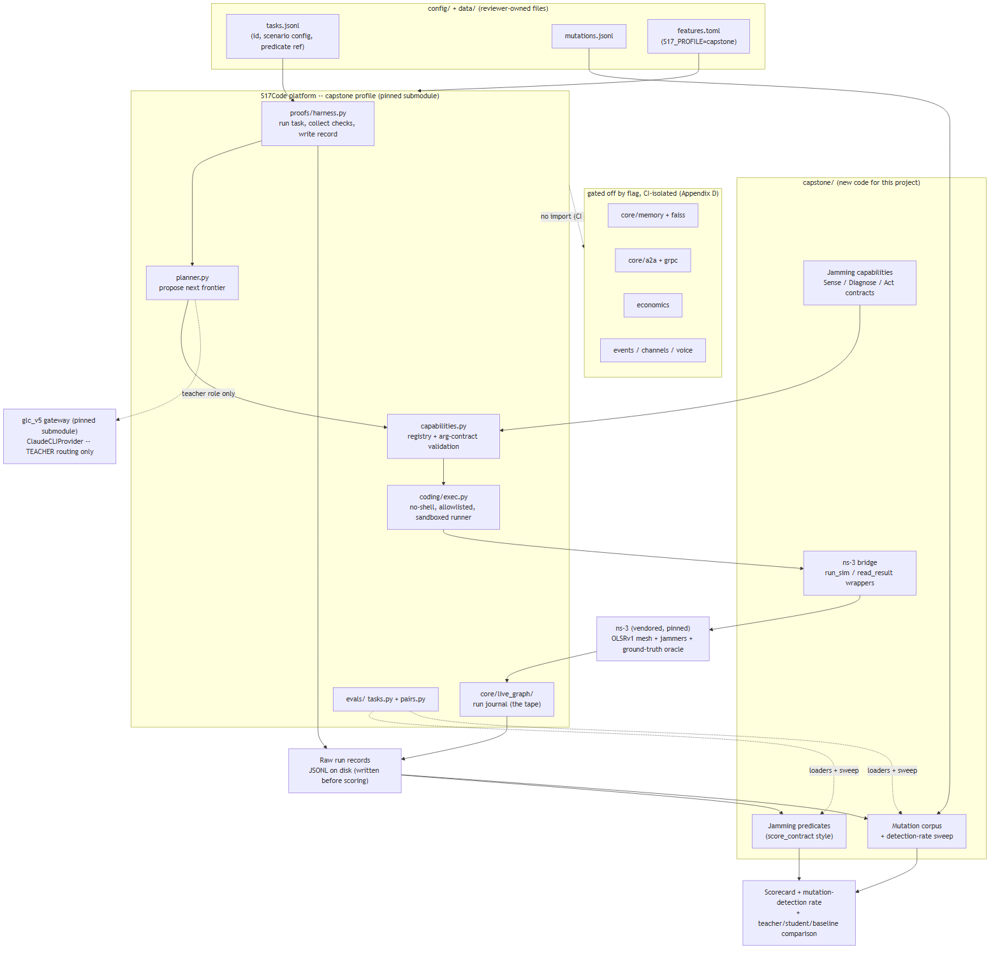 config/ + data/ (reviewer-owned files)
tasks.jsonl
(id, scenario config,
predicate ref)
mutations.jsonl
features.toml
(S17_PROFILE=capstone)
S17Code platform -- capstone profile (pinned submodule)
proofs/harness.py
run task, collect checks,
write record
capstone/ (new code for this project)
gated off by flag, CI-isolated (Appendix D)
core/memory + faiss
no import (CI
core/a2a + grpc
economics
events / channels / voice
planner.py
propose next frontier
Jamming capabilities
Sense / Diagnose / Act
contracts
teacher role only
glc_v5 gateway (pinned
submodule)
ClaudeCLIProvider --
TEACHER routing only
capabilities.py
registry + arg-contract
validation
coding/exec.py
no-shell, allowlisted,
sandboxed runner
ns-3 bridge
run_sim / read_result
wrappers
ns-3 (vendored, pinned)
OLSRv1 mesh + jammers +
ground-truth oracle
evals/ tasks.py + pairs.py
core/live_graph/
run journal (the tape)
Raw run records
JSONL on disk (written
before scoring)
loaders + sweep
loaders + sweep
Jamming predicates
(score_contract style)
Mutation corpus
+ detection-rate sweep
Scorecard + mutation-
detection rate
+
teacher/student/baseline
comparison